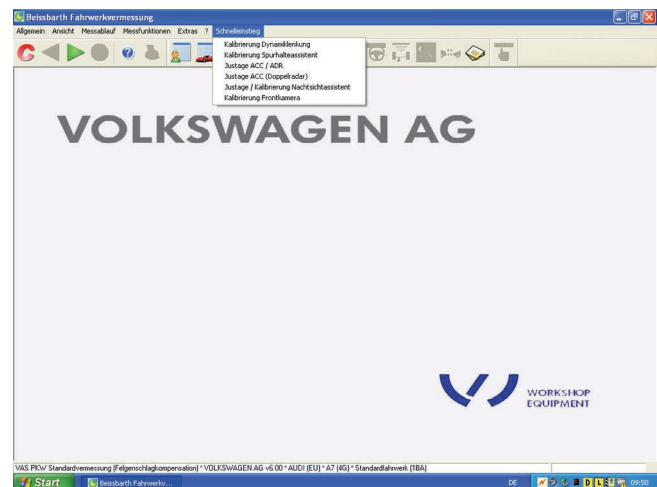 Beissbarth Fahrwerkvermessung
Allgemein Ansicht Messablauf Messfunktionen Extras ? Schnelleinstieg
Kalibrierung Dynamiklenkung
Kalibrierung Spurhalteassistent
Justage ACC / ADR
Justage ACC (Doppelradar)
Justage / Kalibrierung Nachtsichtassistent
Kalibrierung Frontkamera
VOLKSWAGEN AG
WORKSHOP
EQUIPMENT
VAS PKW Standardvermessung (Felgenschlagkompensation) * VOLKSWAGEN AG v6.00 * AUDI (EU) * A7 (4G) * Standardfahrwerk (1BA)
Start Beissbarth Fahrwerkv... DE D L 09:50